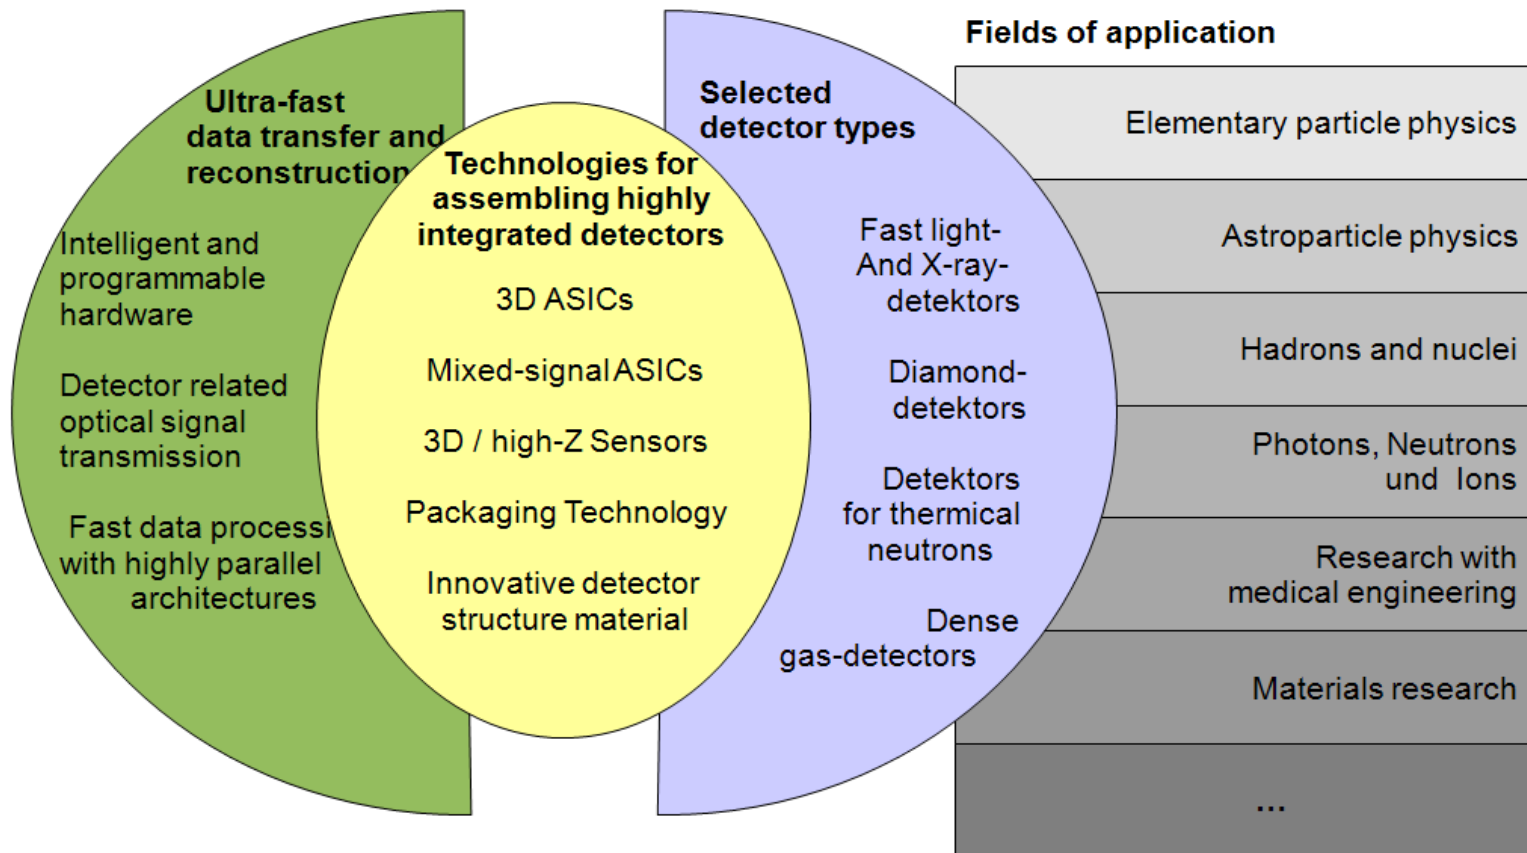 Ultra-fast
data transfer and
reconstruction
Intelligent and
programmable
hardware
Detector related
optical signal
transmission
Fast data processi
with highly parallel
architectures
Technologies for
assembling highly
integrated detectors
3D ASICs
Mixed-signal ASICs
3D / high-Z Sensors
Packaging Technology
Innovative detector
structure material
Selected
detector types
Fast light-
And X-ray-
detektors
Diamond-
detektors
Detektors
for thermical
neutrons
Dense
gas-detectors
Fields of application
Elementary particle physics
Astroparticle physics
Hadrons and nuclei
Photons, Neutrons
und Ions
Research with
medical engineering
Materials research
...